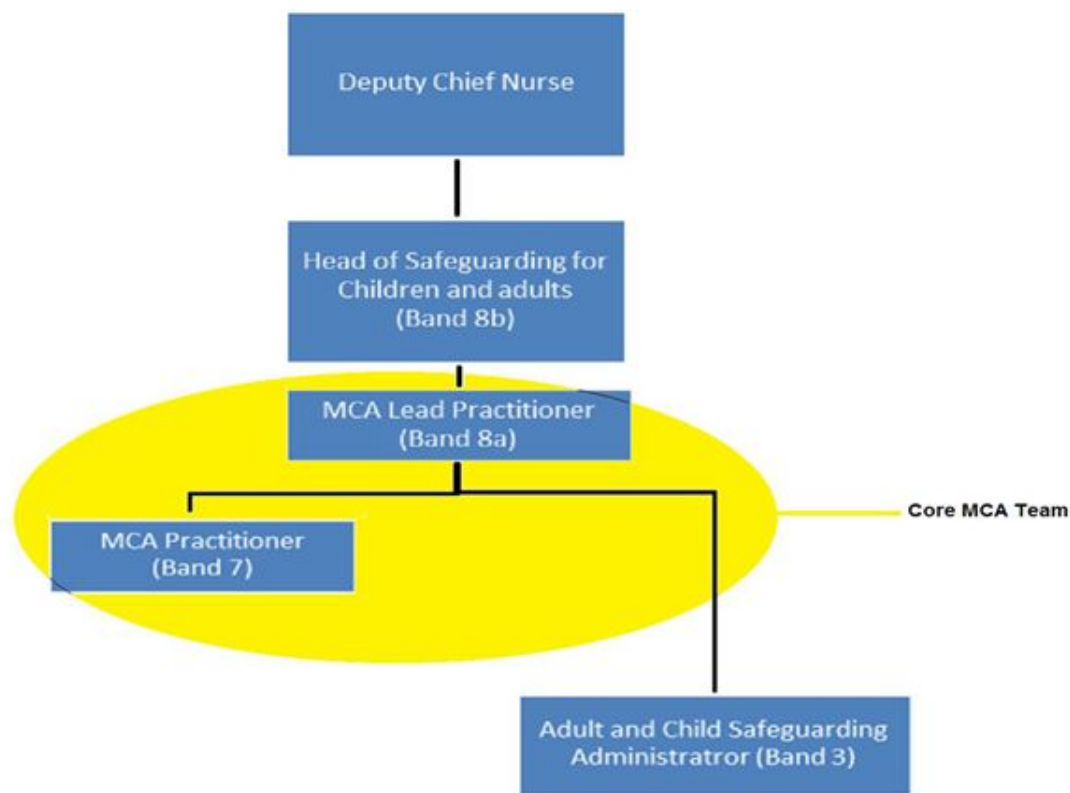 Deputy Chief Nurse
Head of Safeguarding for
Children and adults
(Band 8b)
MCA Lead Practitioner
(Band 8a)
MCA Practitioner
(Band 7)
Core MCA Team
Adult and Child Safeguarding
Administratror (Band 3)